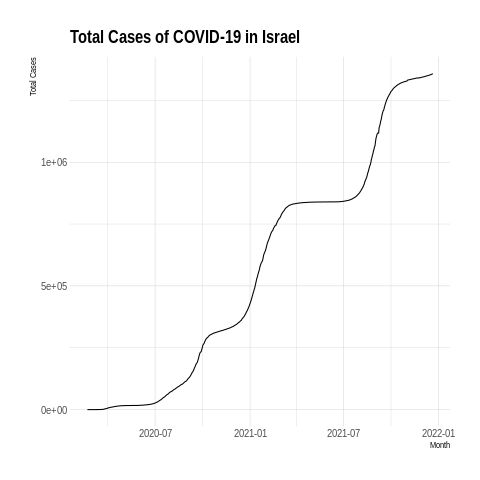 Total Cases of COVID-19 in Israel
Total Cases
1e+06
5e+05
0e+00
2020-07
2021-01
2021-07
2022-01
Month